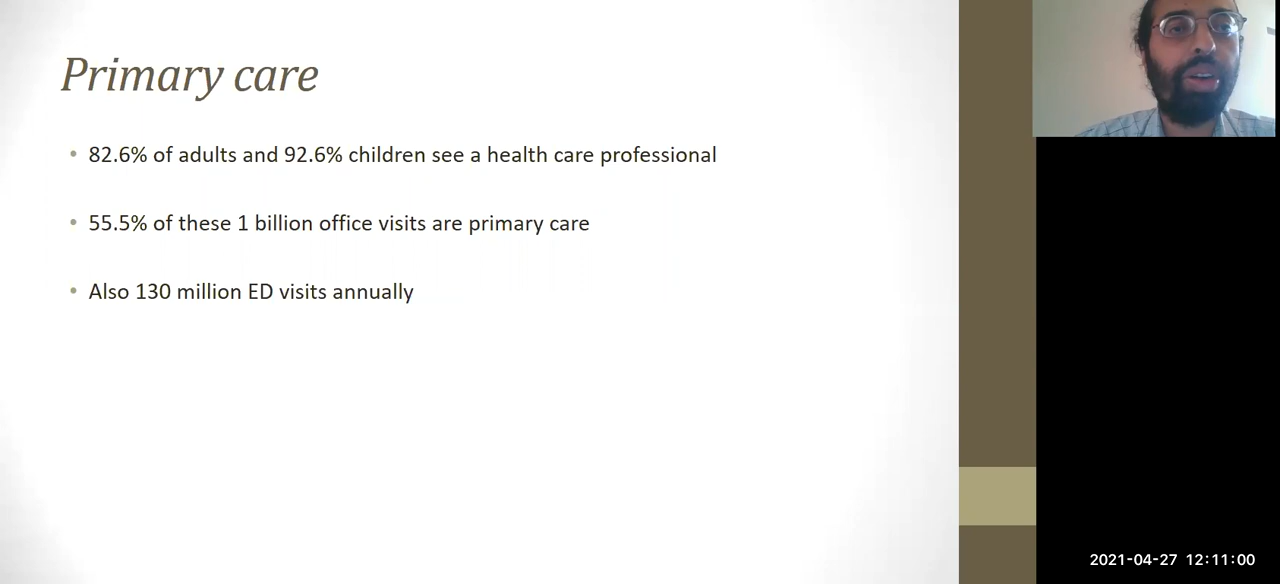 Primary care
• 82.6% of adults and 92.6% children see a health care professional
• 55.5% of these 1 billion office visits are primary care
• Also 130 million ED visits annually
2021-04-27 12:11:00